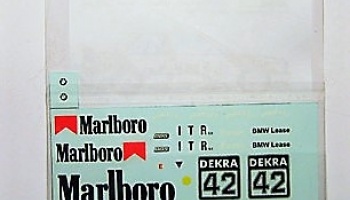 Marlboro I T R BMW Lease
Marlboro I T R BMW Lease
E
Marlboro DEKRA DEKRA
42 42